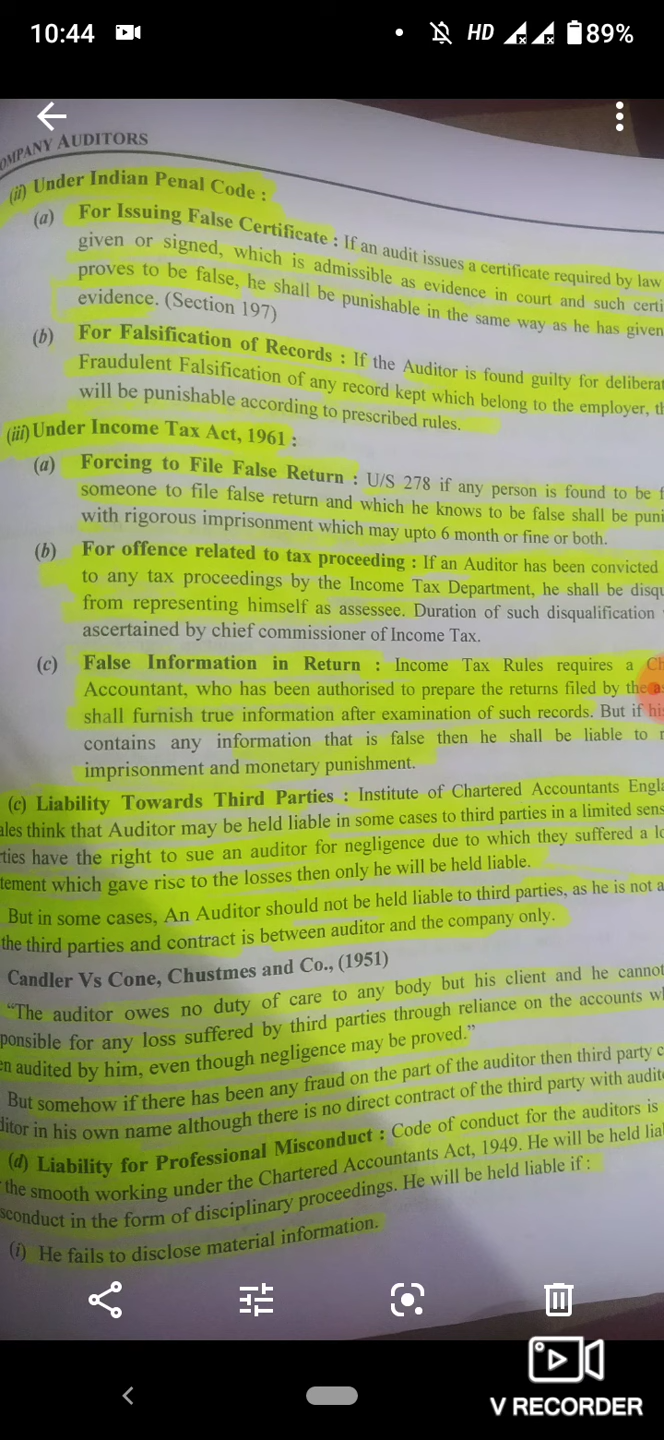 10:44 HD 89%
OMPANY AUDITORS
(ii) Under Indian Penal Code :
(a) For Issuing False Certificate : If an audit issues a certificate required by law
given or signed, which is admissible as evidence in court and such certi
proves to be false, he shall be punishable in the same way as he has given
evidence. (Section 197)
(b) For Falsification of Records : If the Auditor is found guilty for deliberat
Fraudulent Falsification of any record kept which belong to the employer, th
will be punishable according to prescribed rules.
(iii) Under Income Tax Act, 1961 :
(a) Forcing to File False Return : U/S 278 if any person is found to be f
someone to file false return and which he knows to be false shall be puni
with rigorous imprisonment which may upto 6 month or fine or both.
(b) For offence related to tax proceeding : If an Auditor has been convicted
to any tax proceedings by the Income Tax Department, he shall be disqu
from representing himself as assessee. Duration of such disqualification
ascertained by chief commissioner of Income Tax.
(c) False Information in Return : Income Tax Rules requires a Ch
Accountant, who has been authorised to prepare the returns filed by the as
shall furnish true information after examination of such records. But if his
contains any information that is false then he shall be liable to r
imprisonment and monetary punishment.
(c) Liability Towards Third Parties : Institute of Chartered Accountants Engla
ales think that Auditor may be held liable in some cases to third parties in a limited sens
rties have the right to sue an auditor for negligence due to which they suffered a lo
tement which gave rise to the losses then only he will be held liable.
But in some cases, An Auditor should not be held liable to third parties, as he is not a
the third parties and contract is between auditor and the company only.
Candler Vs Cone, Chustmes and Co., (1951)
"The auditor owes no duty of care to any body but his client and he cannot
ponsible for any loss suffered by third parties through reliance on the accounts wh
en audited by him, even though negligence may be proved."
But somehow if there has been any fraud on the part of the auditor then third party c
ditor in his own name although there is no direct contract of the third party with audit
(d) Liability for Professional Misconduct : Code of conduct for the auditors is
the smooth working under the Chartered Accountants Act, 1949. He will be held lial
sconduct in the form of disciplinary proceedings. He will be held liable if :
(i) He fails to disclose material information.
V RECORDER